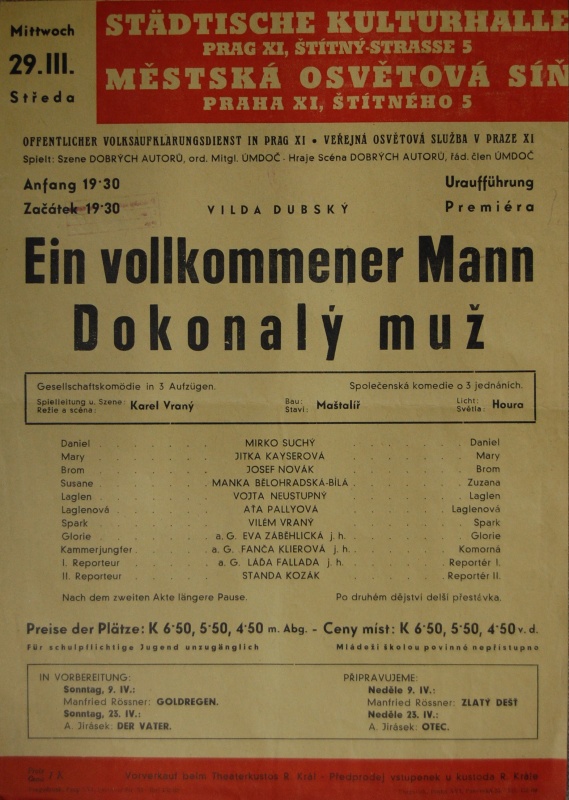 Mittwoch
29.III.
Středa
STÄDTISCHE KULTURHALLE
PRAG XI, ŠTÍTNÝ-STRASSE 5
MĚSTSKÁ OSVĚTOVÁ SÍŇ
PRAHA XI, ŠTÍTNÉHO 5
OFFENTLICHER VOLKSAUFKLÄRUNGSDIENST IN PRAG XI • VEŘEJNÁ OSVĚTOVÁ SLUŽBA V PRAZE XI
Spielt: Szene DOBRÝCH AUTORŮ, ord. Mitgl. ÚMDOČ - Hraje Scéna DOBRÝCH AUTORŮ, řád. člen ÚMDOČ
Anfang 19·30 Uraufführung
Začátek 19·30 VILDA DUBSKÝ Premiéra
Ein vollkommener Mann
Dokonalý muž
Gesellschaftskomödie in 3 Aufzügen. Společenská komedie o 3 jednáních.
Spielleitung u. Szene: Režie a scéna: Karel Vraný Bau: Staví: Maštalíř Licht: Světla: Houra
Daniel MIRKO SUCHÝ Daniel
Mary JITKA KAYSEROVÁ Mary
Brom JOSEF NOVÁK Brom
Susane MANKA BĚLOHRADSKÁ-BÍLÁ Zuzana
Laglen VOJTA NEUSTUPNÝ Laglen
Laglenová AŤA PALLYOVÁ Laglenová
Spark VILÉM VRANÝ Spark
Glorie a. G. EVA ZÁBĚHLICKÁ j. h. Glorie
Kammerjungfer a. G. FANČA KLIEROVÁ j. h. Komorná
I. Reporteur a. G. LÁĎA FALLADA j. h. Reportér I.
II. Reporteur STANDA KOZÁK Reportér II.
Nach dem zweiten Akte längere Pause. Po druhém dějství delší přestávka.
Preise der Plätze: K 6·50, 5·50, 4·50 m. Abg. - Ceny míst: K 6·50, 5·50, 4·50 v. d.
Für schulpflichtige Jugend unzugänglich Mládeži školou povinné nepřístupno
IN VORBEREITUNG: PŘIPRAVUJEME:
Sonntag, 9. IV.: Neděle 9. IV.:
Manfried Rössner: GOLDREGEN. Manfried Rössner: ZLATÝ DÉŠŤ
Sonntag, 23. IV.: Neděle 23. IV.:
A. Jirásek: DER VATER. A. Jirásek: OTEC.
Vorverkauf beim Theaterkustos R. Král - Předprodej vstupenek u kustoda R. Krále